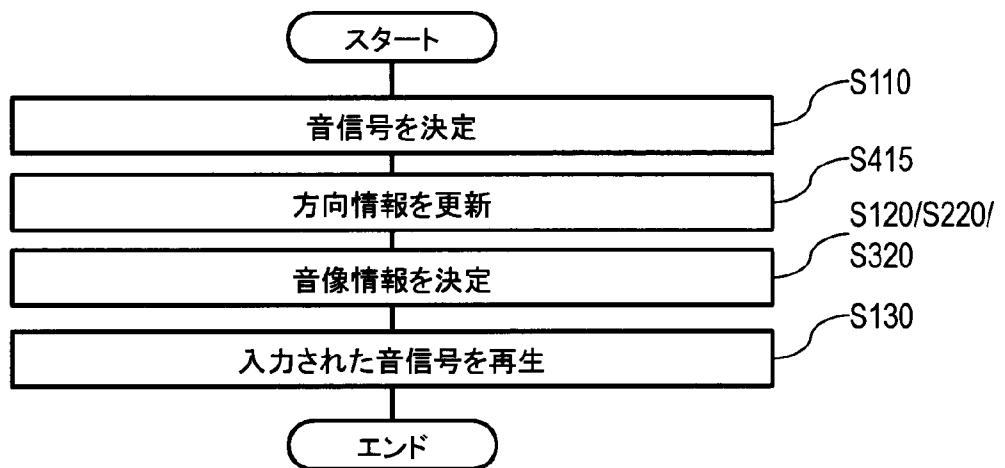 スタート
音信号を決定
S110
方向情報を更新
S415
音像情報を決定
S120/S220/
S320
入力された音信号を再生
S130
エンド